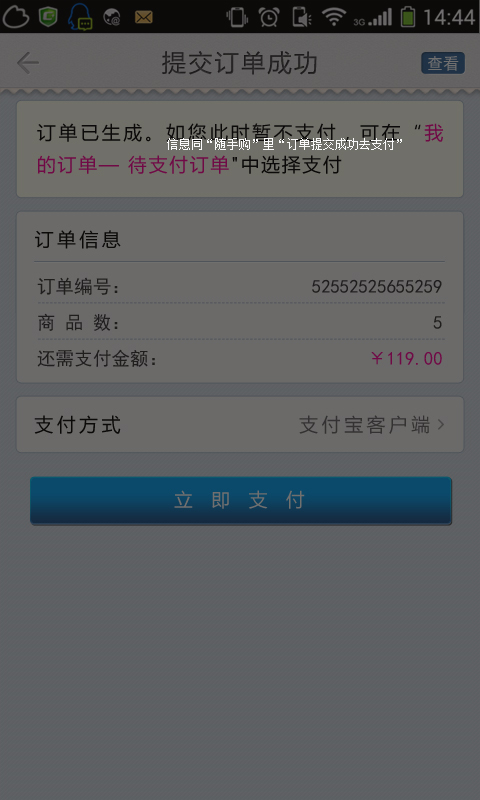 3G 14:44
提交订单成功 查看
订单已生成。如您此时暂不支付，可在“我
信息同“随手购”里“订单提交成功去支付”
的订单— 待支付订单"中选择支付
订单信息
订单编号： 52552525655259
商 品 数： 5
还需支付金额： ￥119.00
支付方式 支付宝客户端 >
立 即 支 付